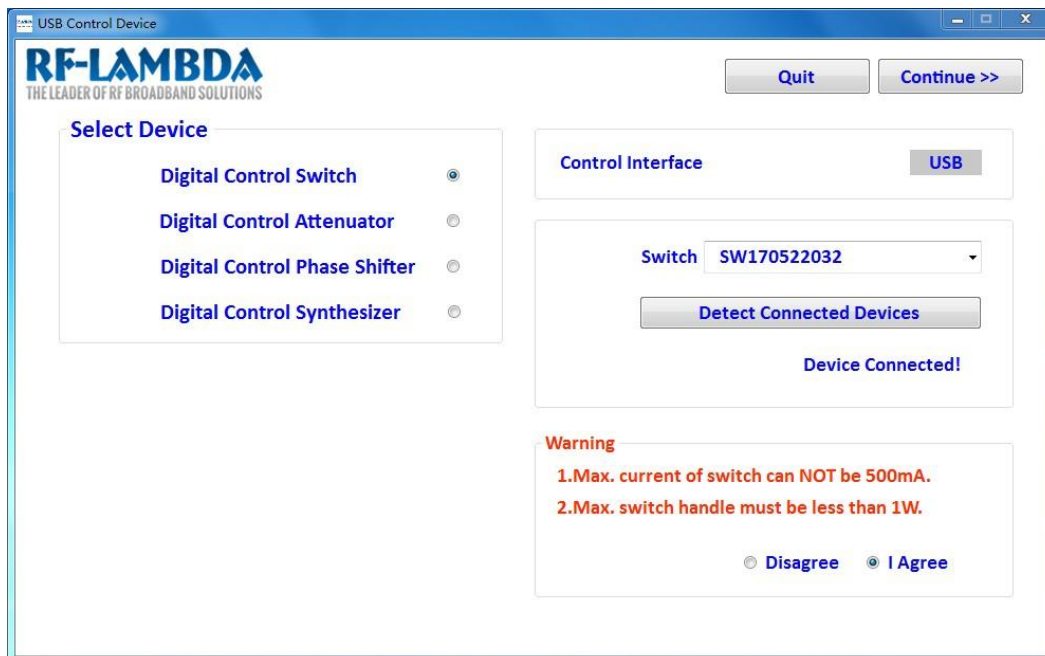 USB Control Device
RF-LAMBDA
THE LEADER OF RF BROADBAND SOLUTIONS
Quit
Continue >>
Select Device
Digital Control Switch
Digital Control Attenuator
Digital Control Phase Shifter
Digital Control Synthesizer
Control Interface USB
Switch SW170522032
Detect Connected Devices
Device Connected!
Warning
1.Max. current of switch can NOT be 500mA.
2.Max. switch handle must be less than 1W.
Disagree I Agree